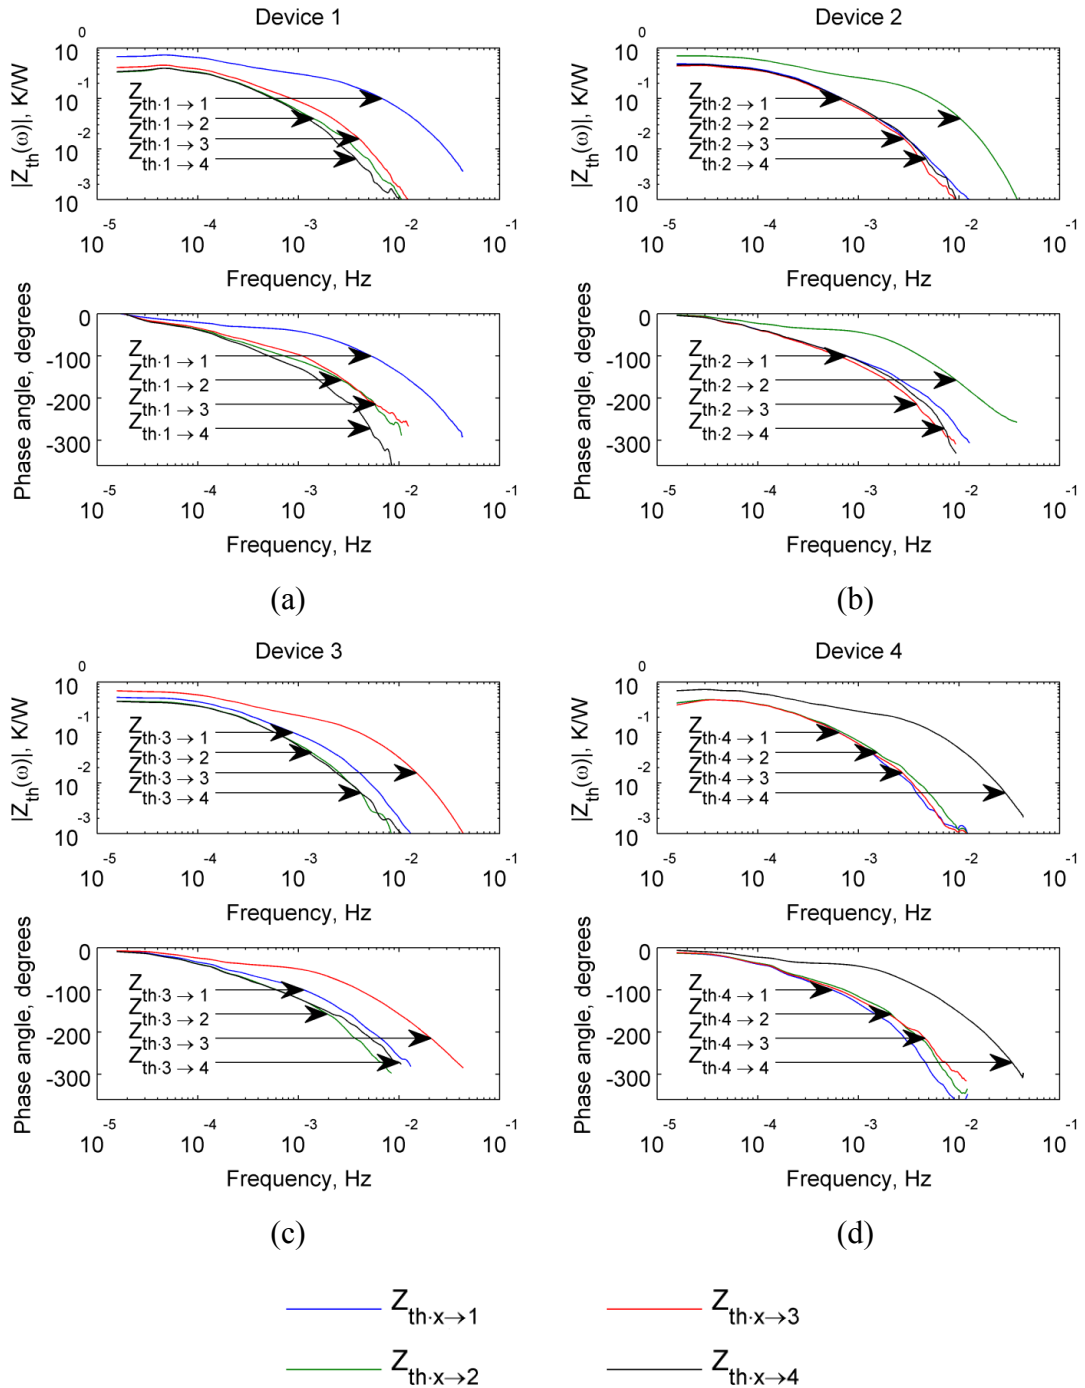 Device 1
Device 2
|Z_th(ω)|, K/W
10^0
10^-1
10^-2
10^-3
Z_th·1→1
Z_th·1→2
Z_th·1→3
Z_th·1→4
10^-5 10^-4 10^-3 10^-2 10^-1
Frequency, Hz
|Z_th(ω)|, K/W
10^0
10^-1
10^-2
10^-3
Z_th·2→1
Z_th·2→2
Z_th·2→3
Z_th·2→4
10^-5 10^-4 10^-3 10^-2 10^-1
Frequency, Hz
Phase angle, degrees
0
-100
-200
-300
Z_th·1→1
Z_th·1→2
Z_th·1→3
Z_th·1→4
10^-5 10^-4 10^-3 10^-2 10^-1
Frequency, Hz
Phase angle, degrees
0
-100
-200
-300
Z_th·2→1
Z_th·2→2
Z_th·2→3
Z_th·2→4
10^-5 10^-4 10^-3 10^-2 10^-1
Frequency, Hz
(a)
(b)
Device 3
Device 4
|Z_th(ω)|, K/W
10^0
10^-1
10^-2
10^-3
Z_th·3→1
Z_th·3→2
Z_th·3→3
Z_th·3→4
10^-5 10^-4 10^-3 10^-2 10^-1
Frequency, Hz
|Z_th(ω)|, K/W
10^0
10^-1
10^-2
10^-3
Z_th·4→1
Z_th·4→2
Z_th·4→3
Z_th·4→4
10^-5 10^-4 10^-3 10^-2 10^-1
Frequency, Hz
Phase angle, degrees
0
-100
-200
-300
Z_th·3→1
Z_th·3→2
Z_th·3→3
Z_th·3→4
10^-5 10^-4 10^-3 10^-2 10^-1
Frequency, Hz
Phase angle, degrees
0
-100
-200
-300
Z_th·4→1
Z_th·4→2
Z_th·4→3
Z_th·4→4
10^-5 10^-4 10^-3 10^-2 10^-1
Frequency, Hz
(c)
(d)
Z_th·x→1
Z_th·x→3
Z_th·x→2
Z_th·x→4